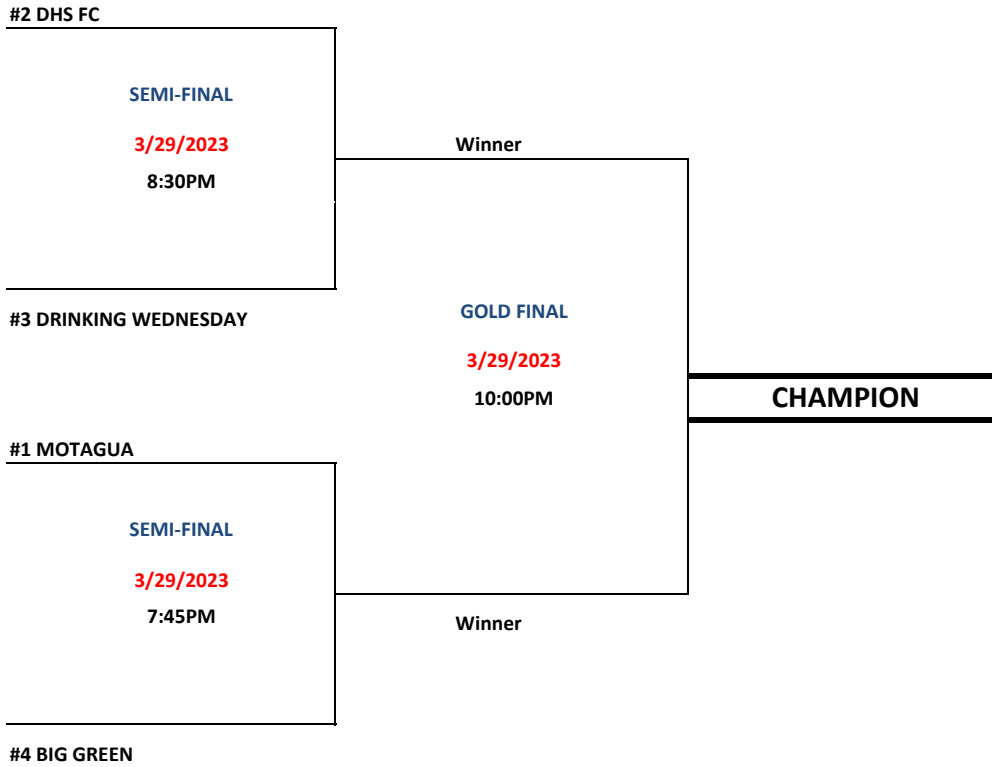 #2 DHS FC
SEMI-FINAL
3/29/2023
8:30PM
Winner
#3 DRINKING WEDNESDAY
GOLD FINAL
3/29/2023
10:00PM
CHAMPION
#1 MOTAGUA
SEMI-FINAL
3/29/2023
7:45PM
Winner
#4 BIG GREEN